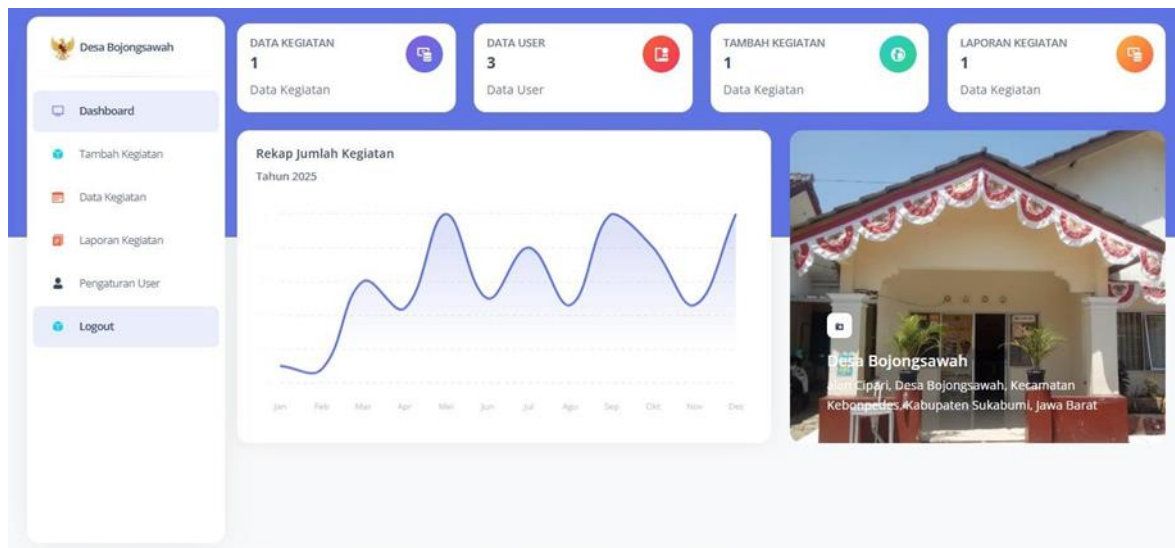 Desa Bojongsawah
Dashboard
Tambah Kegiatan
Data Kegiatan
Laporan Kegiatan
Pengaturan User
Logout
DATA KEGIATAN
1
Data Kegiatan
DATA USER
3
Data User
TAMBAH KEGIATAN
1
Data Kegiatan
LAPORAN KEGIATAN
1
Data Kegiatan
Rekap Jumlah Kegiatan
Tahun 2025
Jan Feb Mar Apr Mei Jun Jul Agu Sep Okt Nov Des
Desa Bojongsawah
Jalan Cipari, Desa Bojongsawah, Kecamatan
Kebonpedes, Kabupaten Sukabumi, Jawa Barat